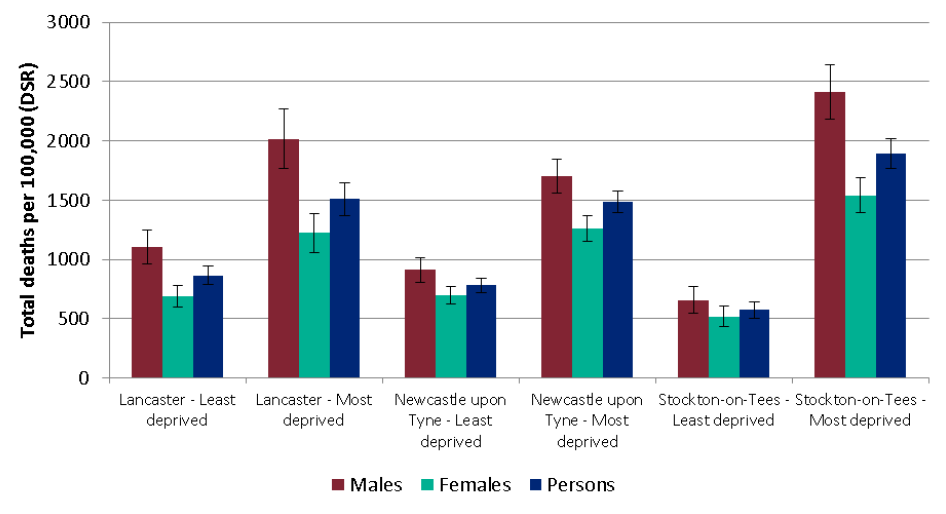 3000
2500
2000
1500
1000
500
0
Total deaths per 100,000 (DSR)
Lancaster - Least
deprived
Lancaster - Most
deprived
Newcastle upon
Tyne - Least
deprived
Newcastle upon
Tyne - Most
deprived
Stockton-on-Tees -
Least deprived
Stockton-on-Tees -
Most deprived
Males Females Persons